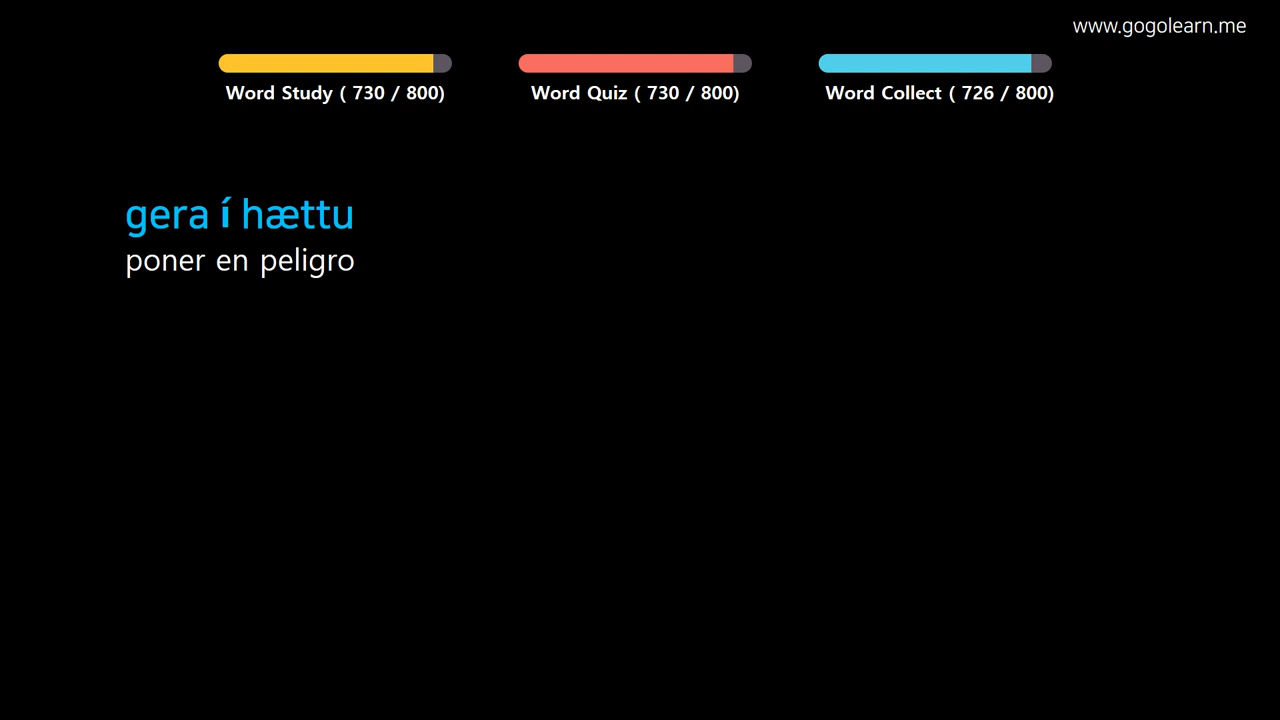 www.gogolearn.me
Word Study ( 730 / 800)
Word Quiz ( 730 / 800)
Word Collect ( 726 / 800)
gera í hættu
poner en peligro